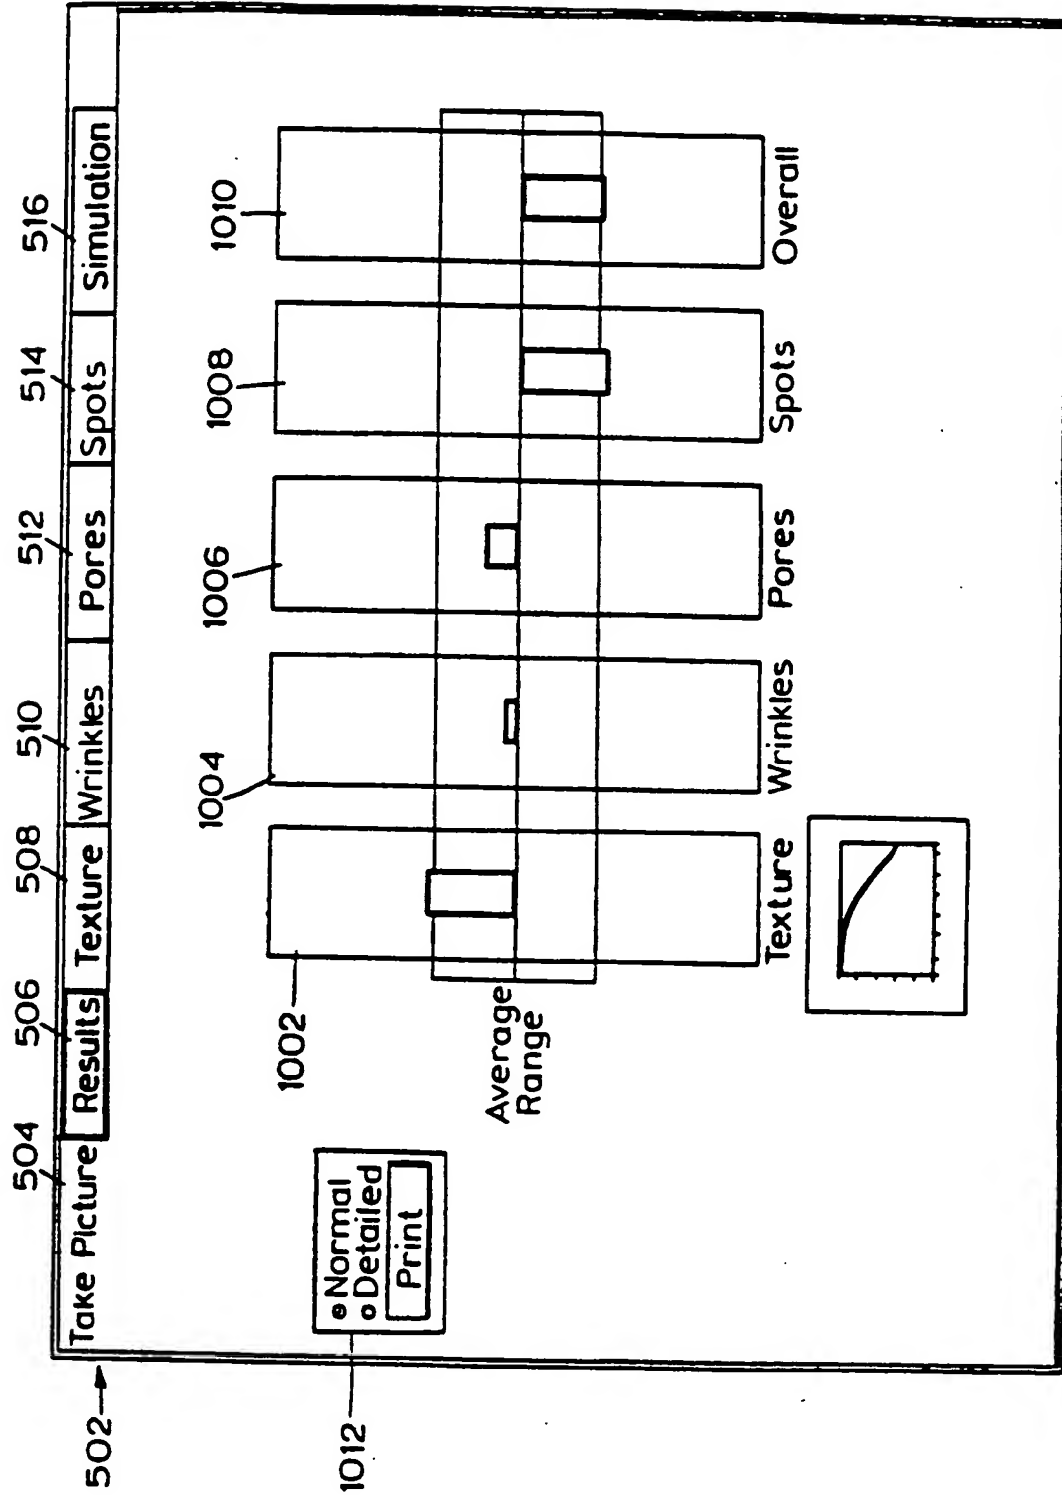 504 506 508 510 512 514 516
502
Take Picture Results Texture Wrinkles Pores Spots Simulation
1002 1004 1006 1008 1010
Normal
Detailed
Print
1012
Average
Range
Texture Wrinkles Pores Spots Overall